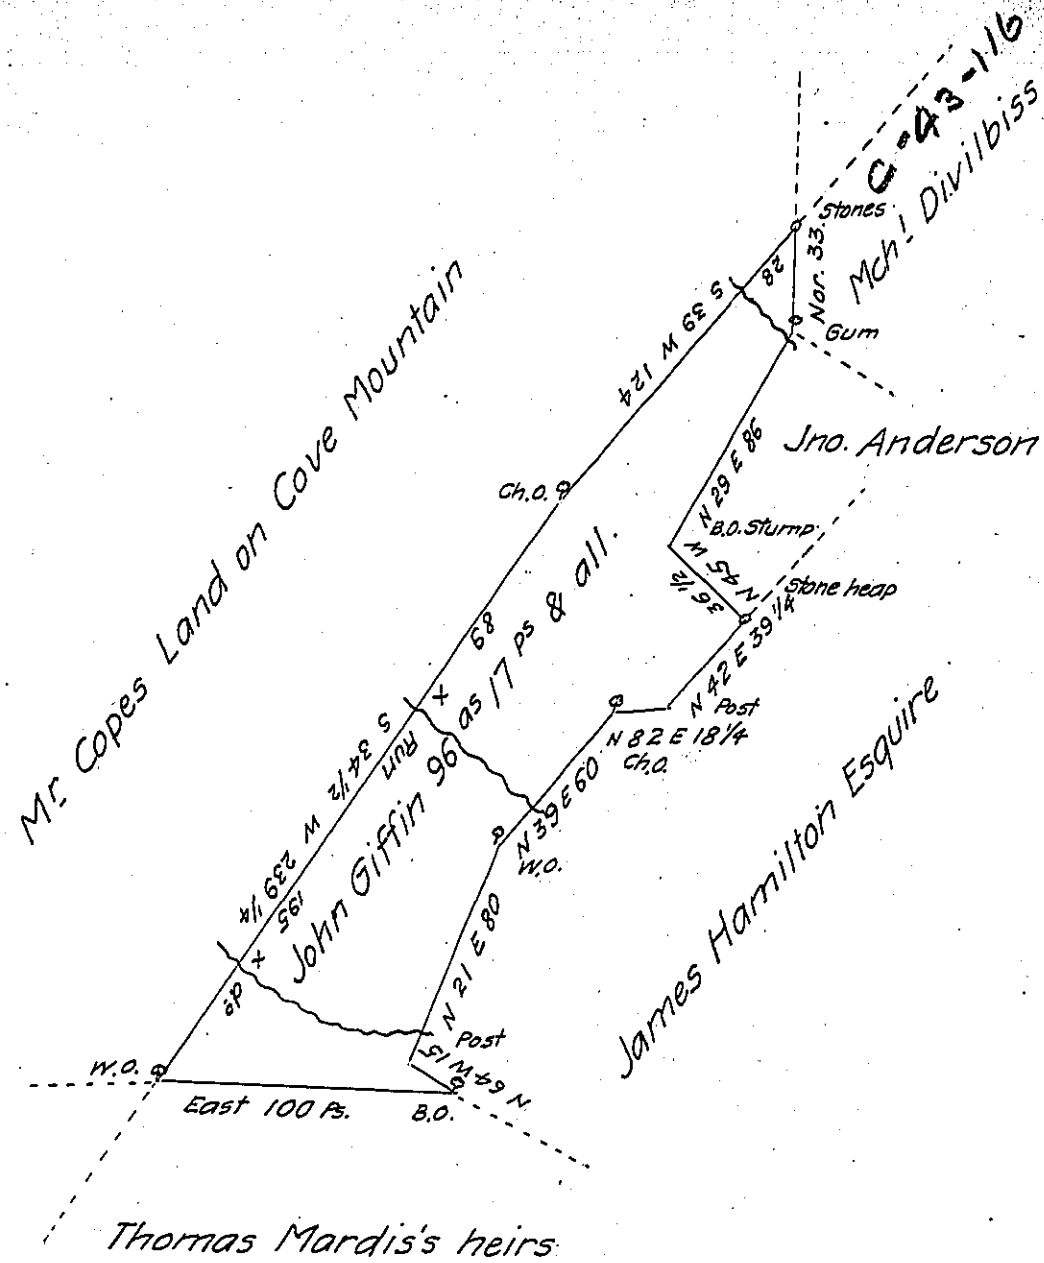 C-43-116
Mchl Divilbiss
Stones
Nor. 33.
28
Gum
S 39 W 124
Mr. Copes Land on Cove Mountain
Jno. Anderson
N 29 E 86
Ch.O.
B.O. Stump
N 45 W
36 1/2
Stone heap
N 42 E 39 1/4
Post
N 82 E 18 1/4
Ch.O.
89
x
Run
S 34 1/2 W 239 1/4
John Giffin 96 as 17 ps & all.
N 39 E 60
W.O.
James Hamilton Esquire
195
x
do
N 21 E 80
Post
N 64 W 15
W.O.
East 100 Ps.
B.O.
Thomas Mardis's heirs